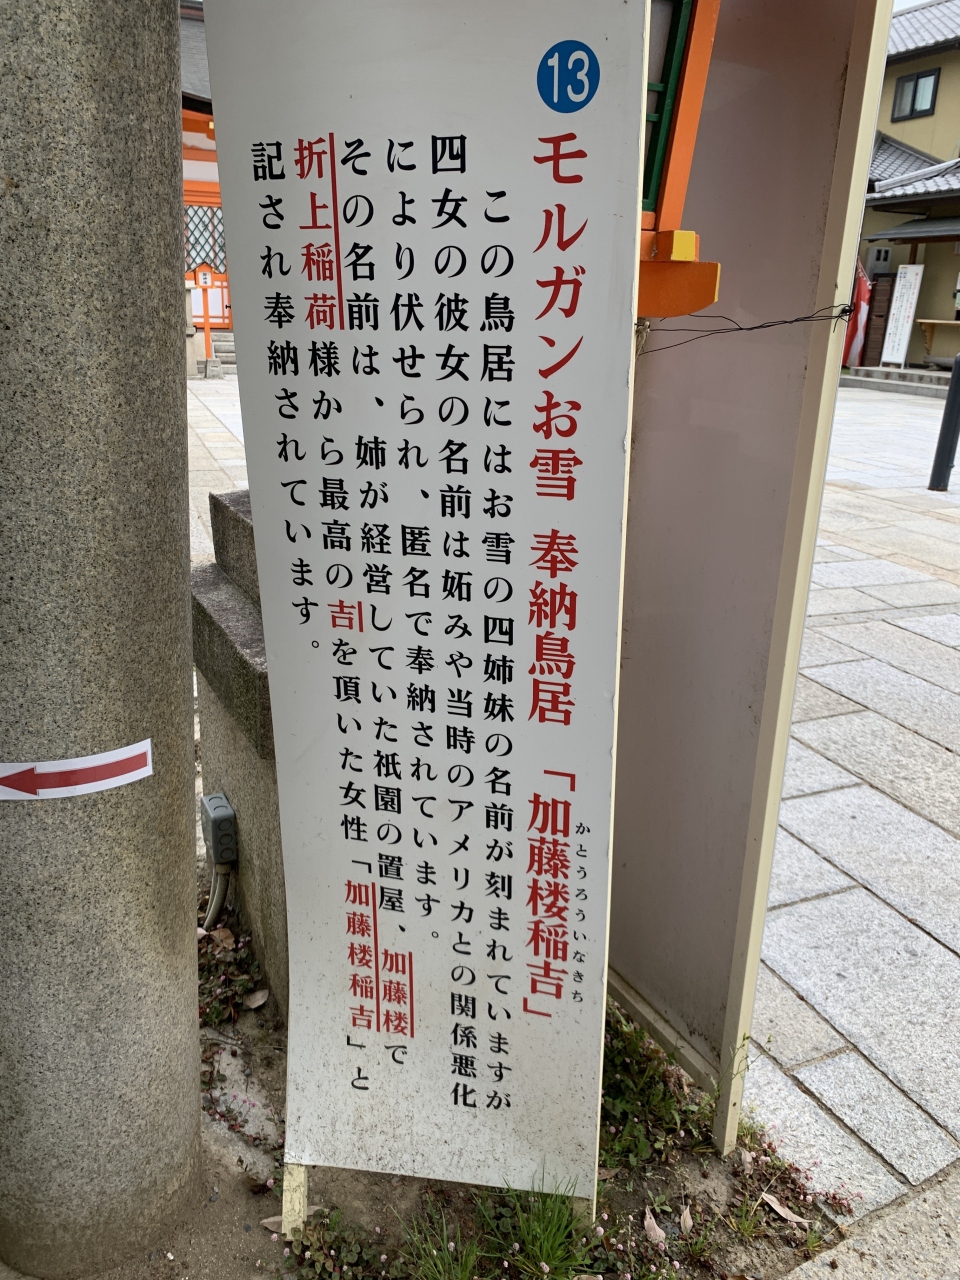 13
モルガンお雪 奉納鳥居 「加藤楼稲吉」
かとうろういなきち
この鳥居にはお雪の四姉妹の名前が刻まれていますが
四女の彼女の名前は妬みや当時のアメリカとの関係悪化
により伏せられ、匿名で奉納されています。
その名前は、姉が経営していた祇園の置屋、加藤楼で
折上稲荷様から最高の吉を頂いた女性「加藤楼稲吉」と
記され奉納されています。